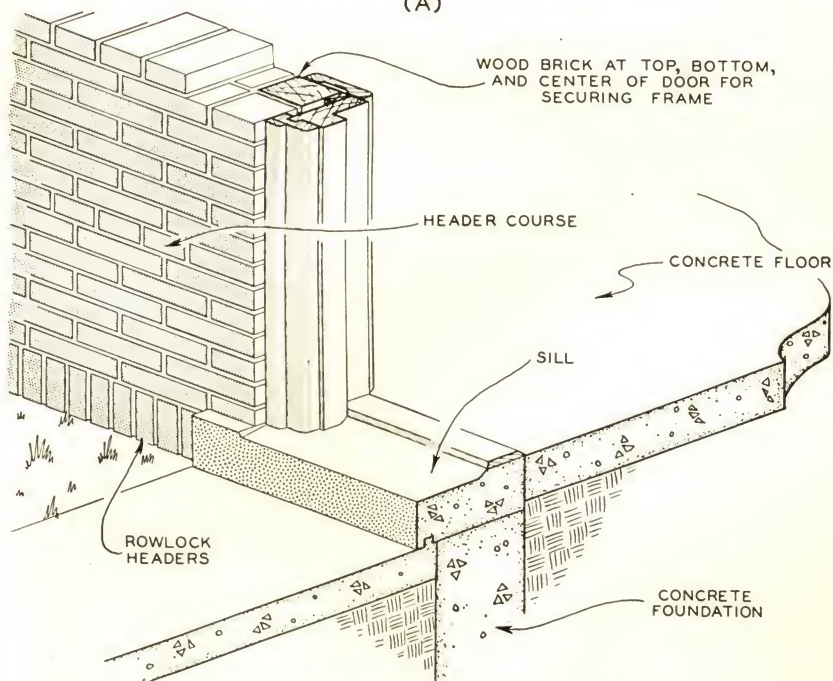 (A)
WOOD BRICK AT TOP, BOTTOM,
AND CENTER OF DOOR FOR
SECURING FRAME
HEADER COURSE
CONCRETE FLOOR
SILL
ROWLOCK
HEADERS
CONCRETE
FOUNDATION